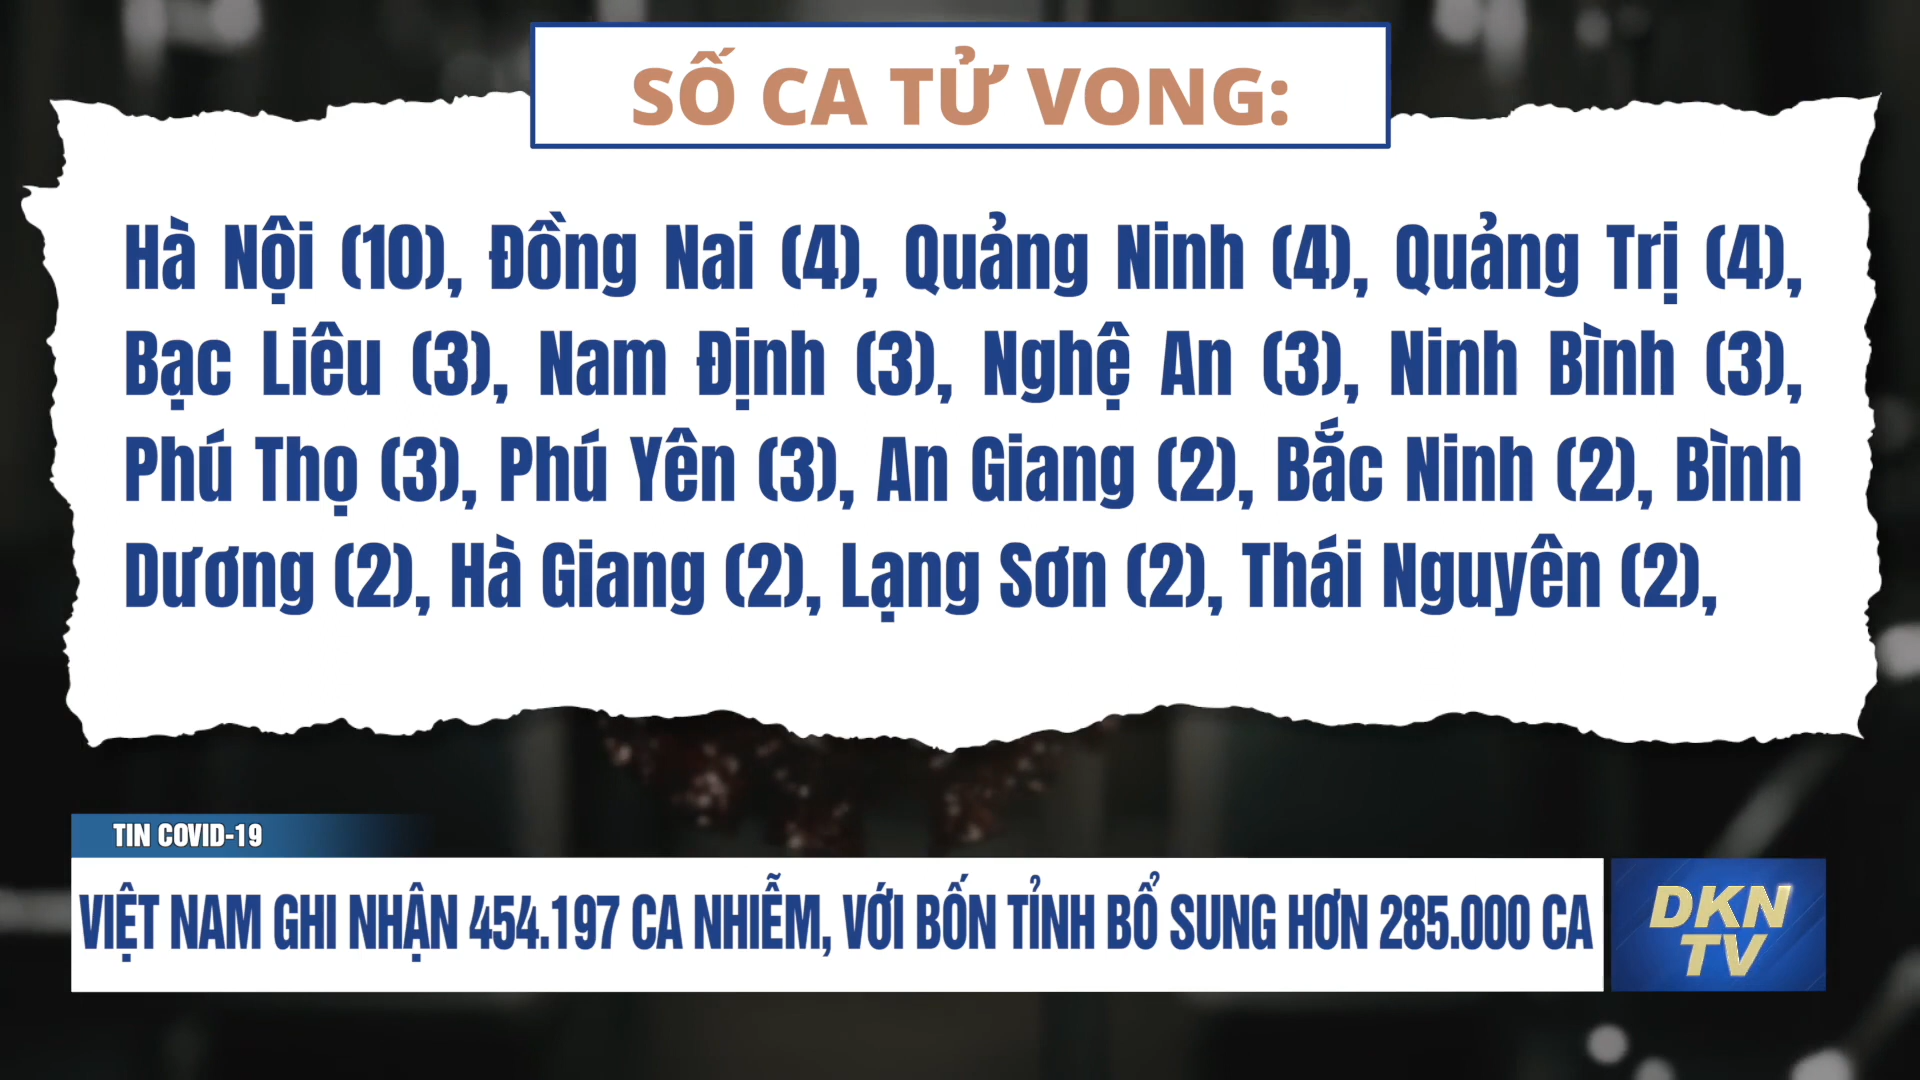 SỐ CA TỬ VONG:
Hà Nội (10), Đồng Nai (4), Quảng Ninh (4), Quảng Trị (4),
Bạc Liêu (3), Nam Định (3), Nghệ An (3), Ninh Bình (3),
Phú Thọ (3), Phú Yên (3), An Giang (2), Bắc Ninh (2), Bình
Dương (2), Hà Giang (2), Lạng Sơn (2), Thái Nguyên (2),
TIN COVID-19
VIỆT NAM GHI NHẬN 454.197 CA NHIỄM, VỚI BỐN TỈNH BỔ SUNG HƠN 285.000 CA
DKN
TV